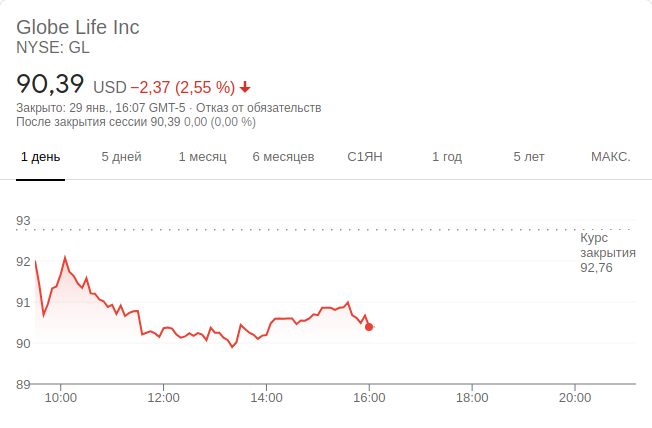 Globe Life Inc
NYSE: GL
90,39 USD −2,37 (2,55 %)
Закрыто: 29 янв., 16:07 GMT-5 · Отказ от обязательств
После закрытия сессии 90,39 0,00 (0,00 %)
1 день 5 дней 1 месяц 6 месяцев С1ЯН 1 год 5 лет МАКС.
93
Курс
закрытия
92,76
92
91
90
89
10:00 12:00 14:00 16:00 18:00 20:00